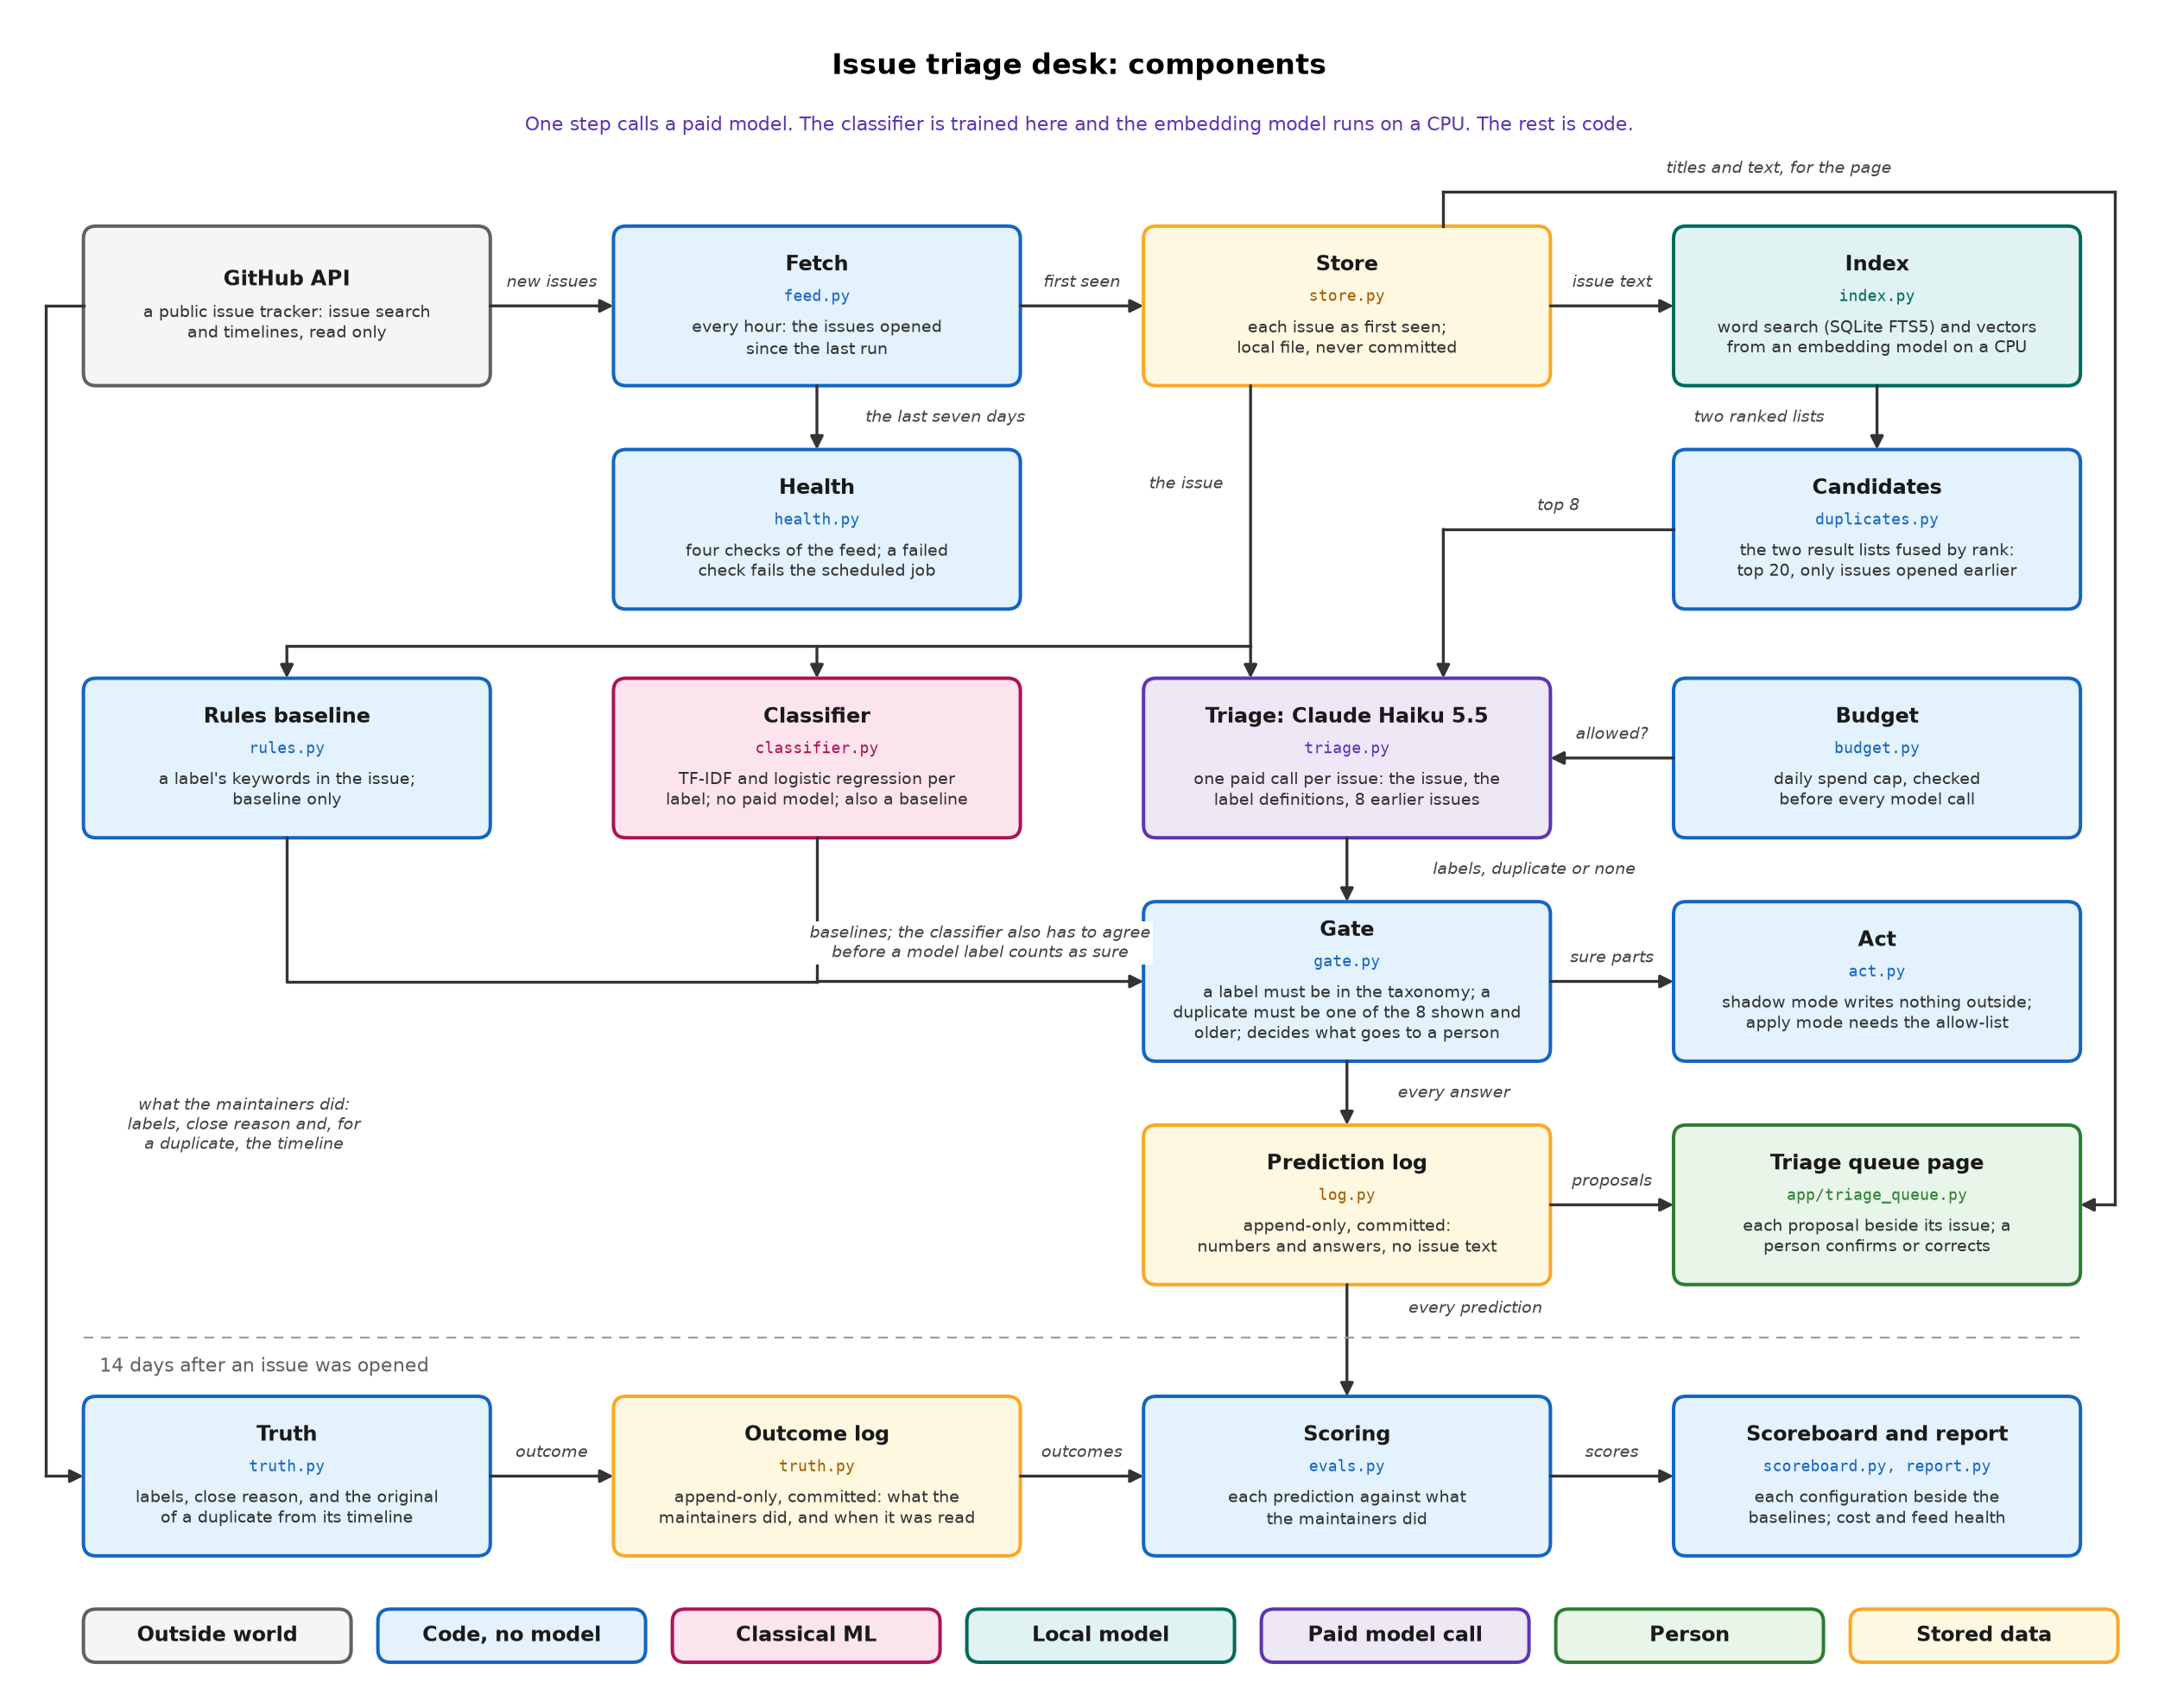 Issue triage desk: components
One step calls a paid model. The classifier is trained here and the embedding model runs on a CPU. The rest is code.
titles and text, for the page
GitHub API
a public issue tracker: issue search
and timelines, read only
new issues
Fetch
feed.py
every hour: the issues opened
since the last run
first seen
Store
store.py
each issue as first seen;
local file, never committed
issue text
Index
index.py
word search (SQLite FTS5) and vectors
from an embedding model on a CPU
the last seven days
two ranked lists
Health
health.py
four checks of the feed; a failed
check fails the scheduled job
the issue
top 8
Candidates
duplicates.py
the two result lists fused by rank:
top 20, only issues opened earlier
Rules baseline
rules.py
a label's keywords in the issue;
baseline only
Classifier
classifier.py
TF-IDF and logistic regression per
label; no paid model; also a baseline
Triage: Claude Haiku 5.5
triage.py
one paid call per issue: the issue, the
label definitions, 8 earlier issues
allowed?
Budget
budget.py
daily spend cap, checked
before every model call
labels, duplicate or none
baselines; the classifier also has to agree
before a model label counts as sure
Gate
gate.py
a label must be in the taxonomy; a
duplicate must be one of the 8 shown and
older; decides what goes to a person
sure parts
Act
act.py
shadow mode writes nothing outside;
apply mode needs the allow-list
every answer
what the maintainers did:
labels, close reason and, for
a duplicate, the timeline
Prediction log
log.py
append-only, committed:
numbers and answers, no issue text
proposals
Triage queue page
app/triage_queue.py
each proposal beside its issue; a
person confirms or corrects
every prediction
14 days after an issue was opened
Truth
truth.py
labels, close reason, and the original
of a duplicate from its timeline
outcome
Outcome log
truth.py
append-only, committed: what the
maintainers did, and when it was read
outcomes
Scoring
evals.py
each prediction against what
the maintainers did
scores
Scoreboard and report
scoreboard.py, report.py
each configuration beside the
baselines; cost and feed health
Outside world
Code, no model
Classical ML
Local model
Paid model call
Person
Stored data